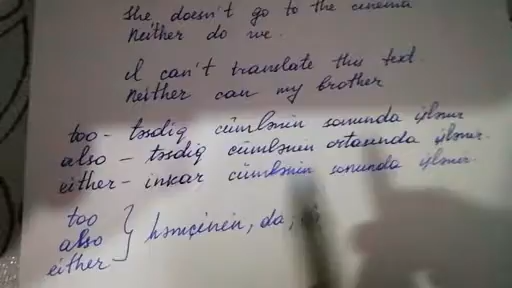 She doesn't go to the cinema
Neither do we.
I can't translate this text.
Neither can my brother
too - təsdiq cümlənin sonunda işlənir
also - təsdiq cümlənin ortasında işlənir.
either - inkar cümlənin sonunda işlənir.
too
also
either } həmçinin, da,